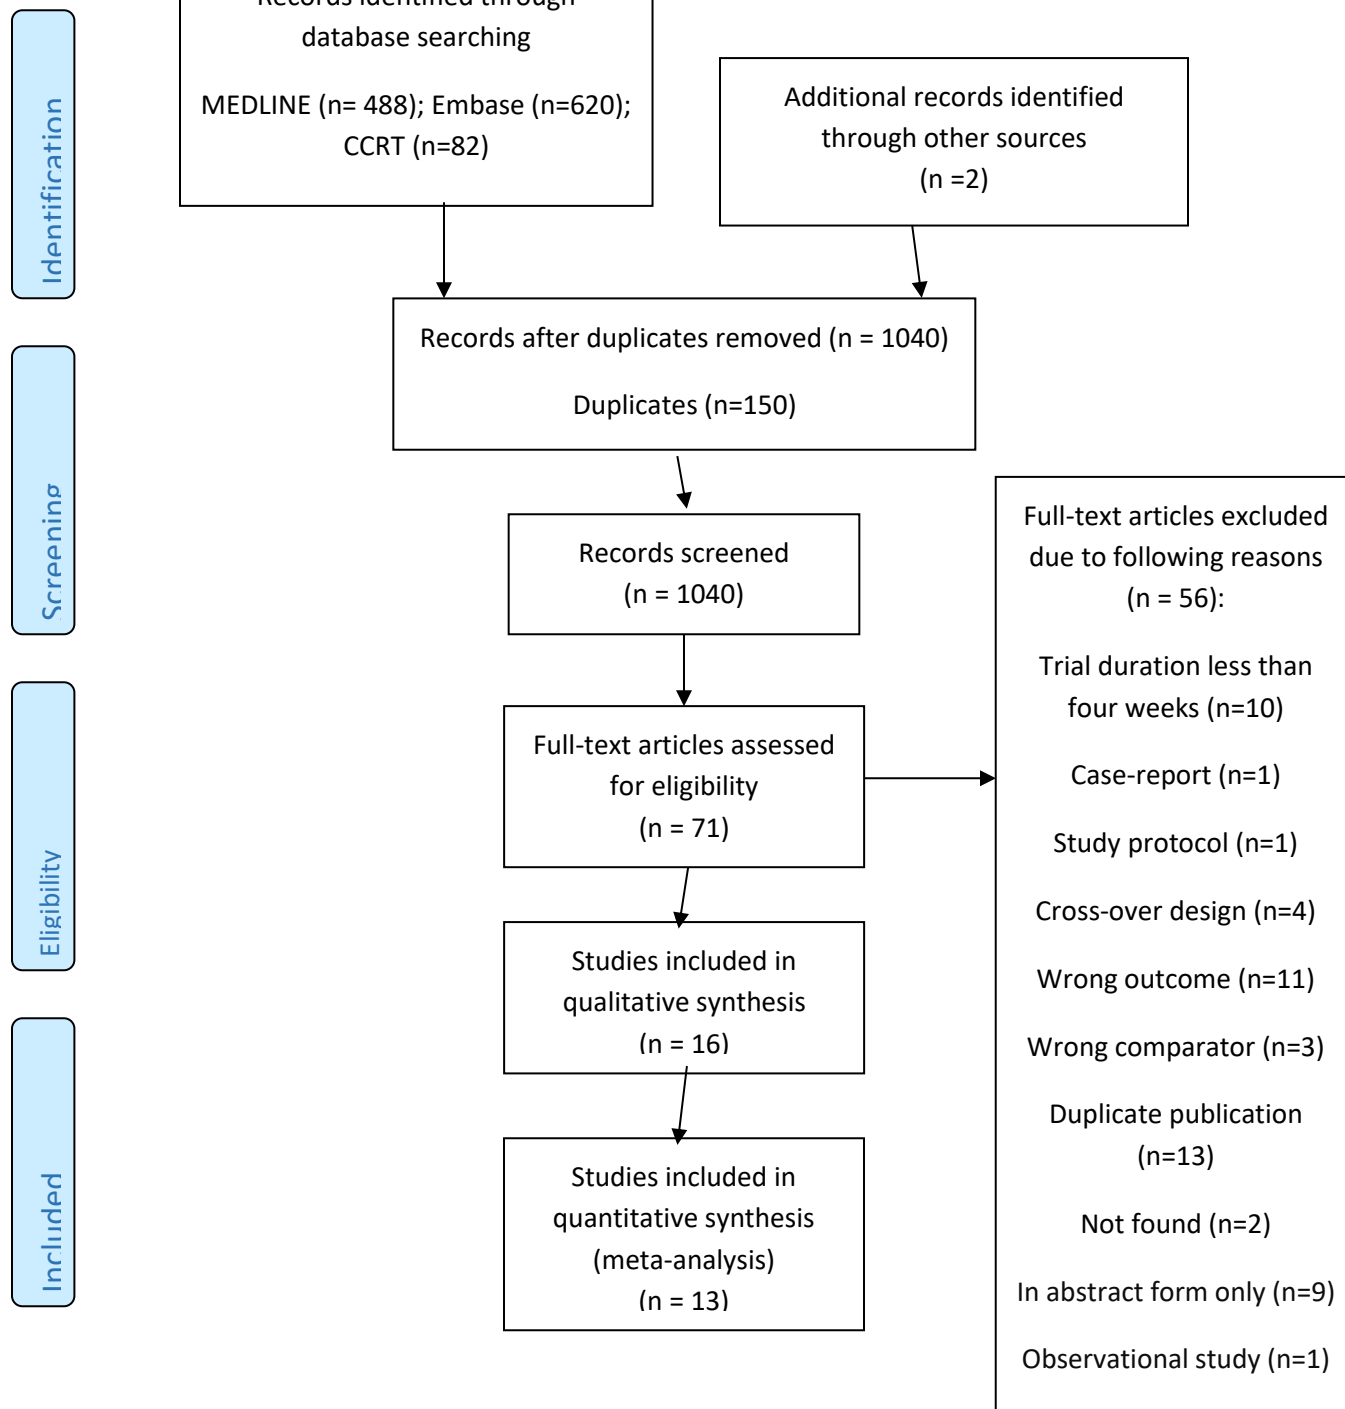 Records identified through
database searching
MEDLINE (n= 488); Embase (n=620);
CCRT (n=82)
Additional records identified
through other sources
(n =2)
Identification
Records after duplicates removed (n = 1040)
Duplicates (n=150)
Screening
Records screened
(n = 1040)
Full-text articles assessed
for eligibility
(n = 71)
Eligibility
Studies included in
qualitative synthesis
(n = 16)
Studies included in
quantitative synthesis
(meta-analysis)
(n = 13)
Included
Full-text articles excluded
due to following reasons
(n = 56):
Trial duration less than
four weeks (n=10)
Case-report (n=1)
Study protocol (n=1)
Cross-over design (n=4)
Wrong outcome (n=11)
Wrong comparator (n=3)
Duplicate publication
(n=13)
Not found (n=2)
In abstract form only (n=9)
Observational study (n=1)